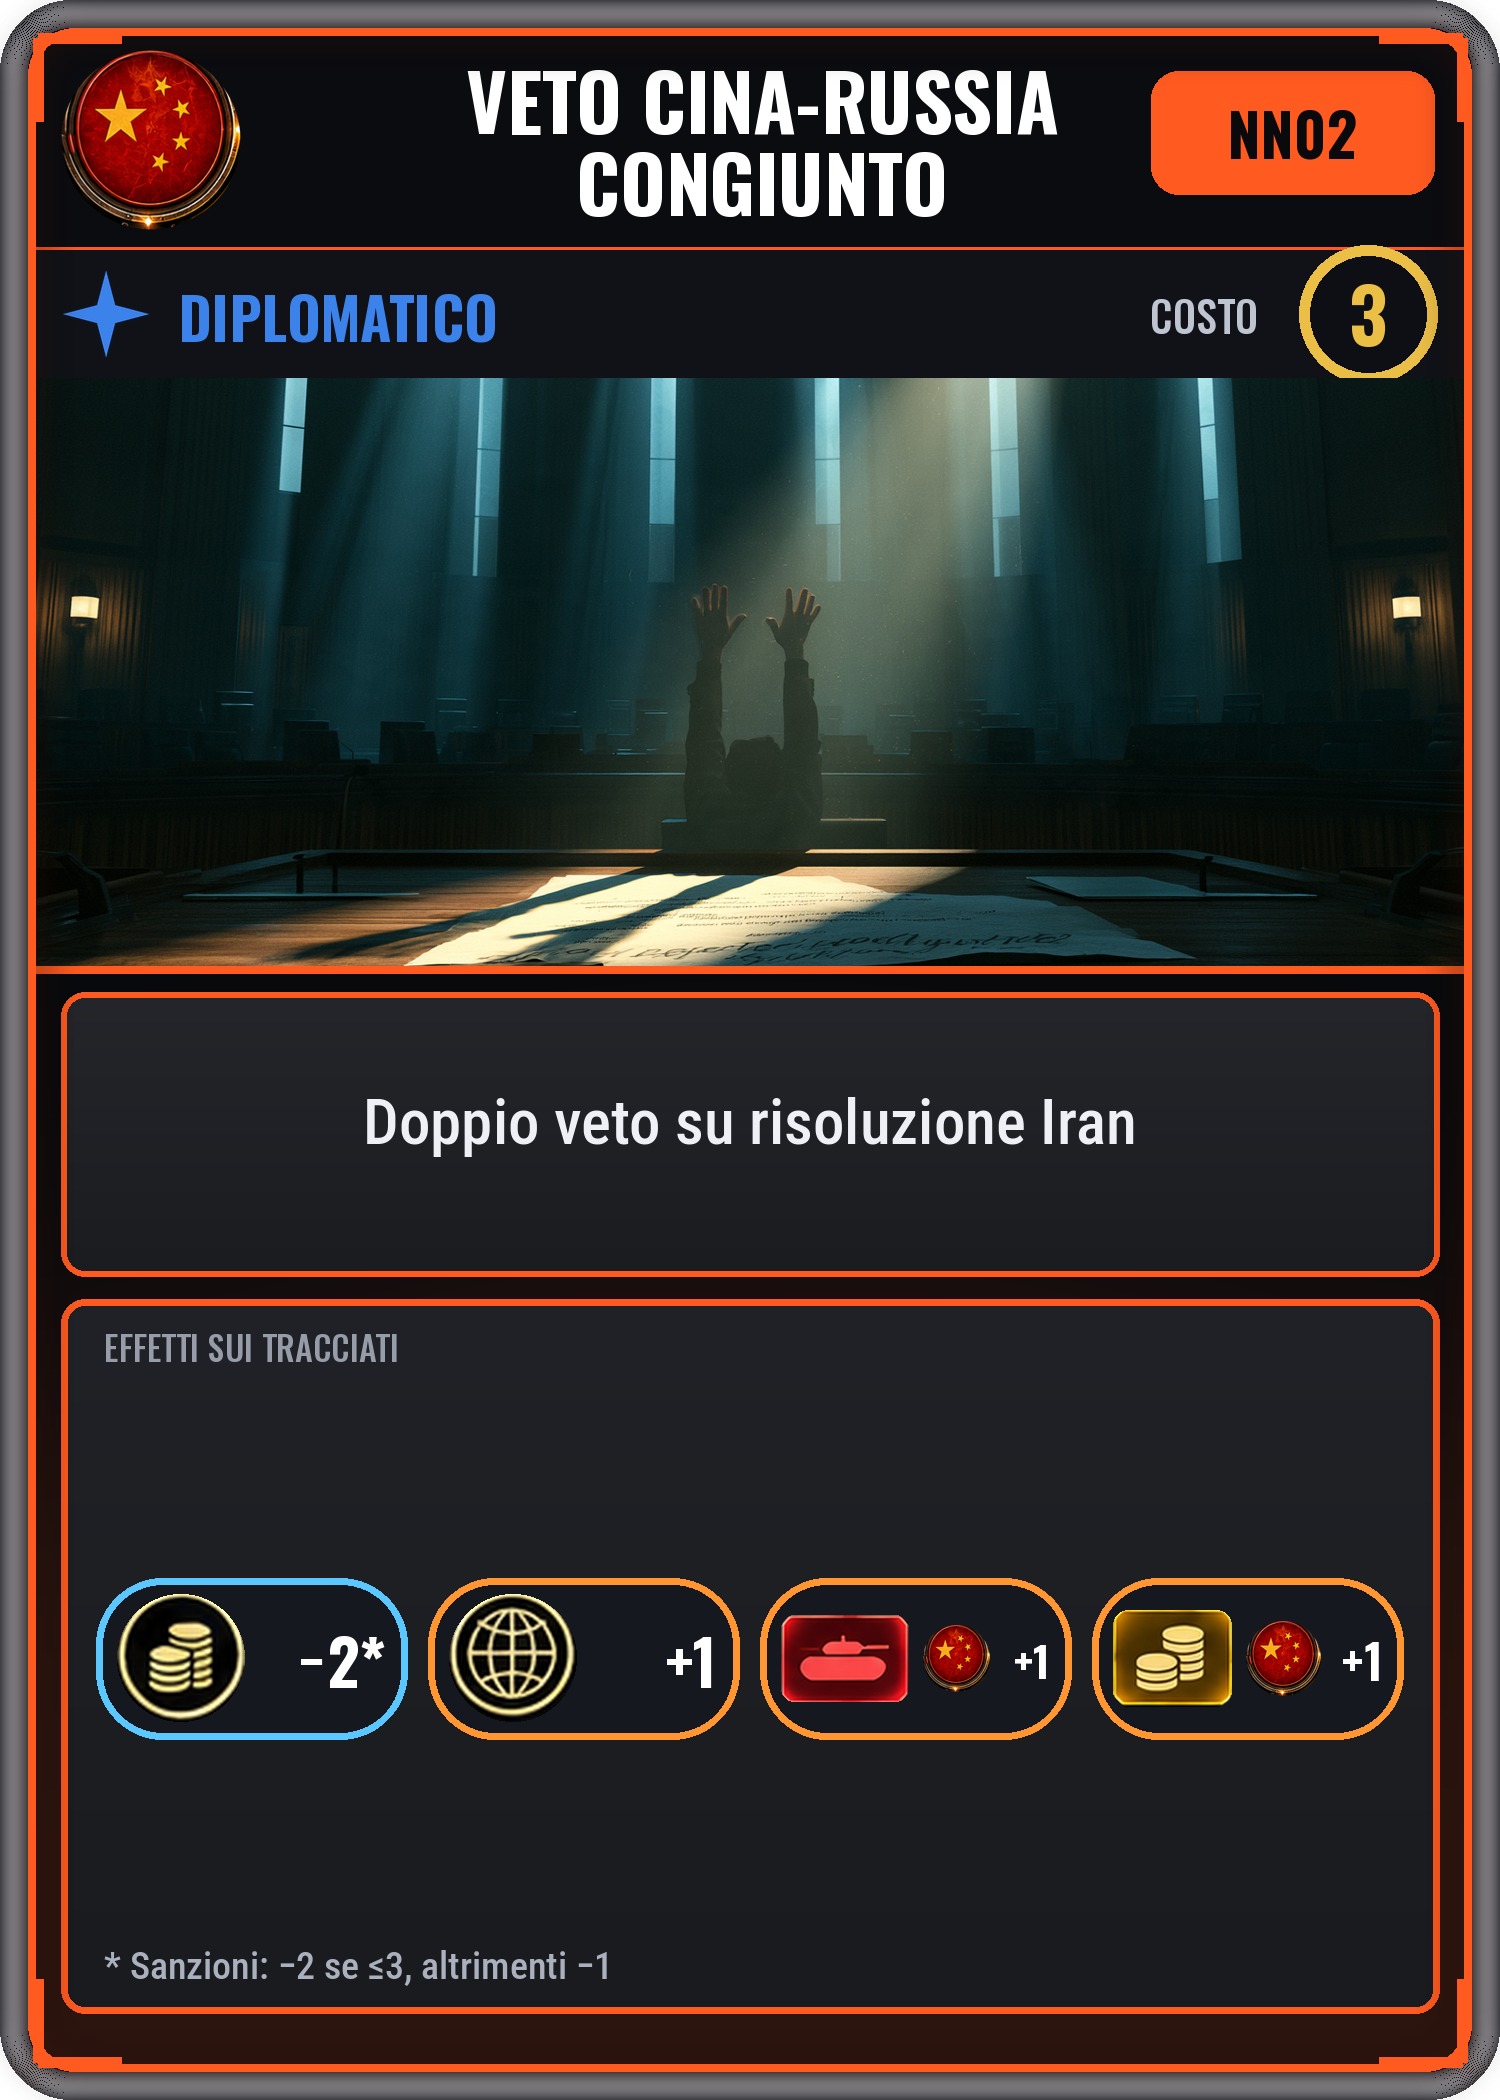 VETO CINA-RUSSIA
CONGIUNTO
NN02
DIPLOMATICO
COSTO
3
Doppio veto su risoluzione Iran
EFFETTI SUI TRACCIATI
−2*
+1
+1
+1
* Sanzioni: −2 se ≤3, altrimenti −1